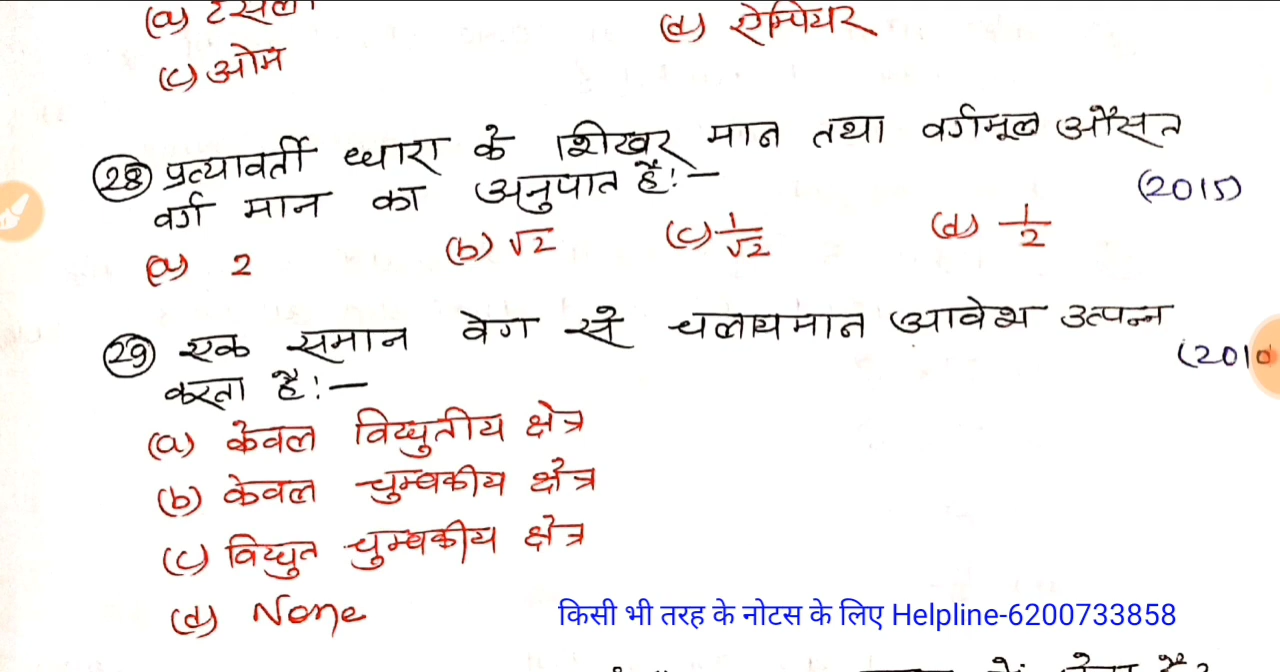 (a) टेसला (d) ऐम्पियर
(c) ओम
(28) प्रत्यावर्ती ध्धारा के शिखर मान तथा वर्गमूल औसत
वर्ग मान का अनुपात है:- (2015)
(a) 2 (b) √2 (c) 1/√2 (d) 1/2
(29) एक समान वेग से चलायमान आवेश उत्पन्न
करता है:- (2010
(a) केवल विद्युतीय क्षेत्र
(b) केवल चुम्बकीय क्षेत्र
(c) विद्युत चुम्बकीय क्षेत्र
(d) None
किसी भी तरह के नोटस के लिए Helpline-6200733858